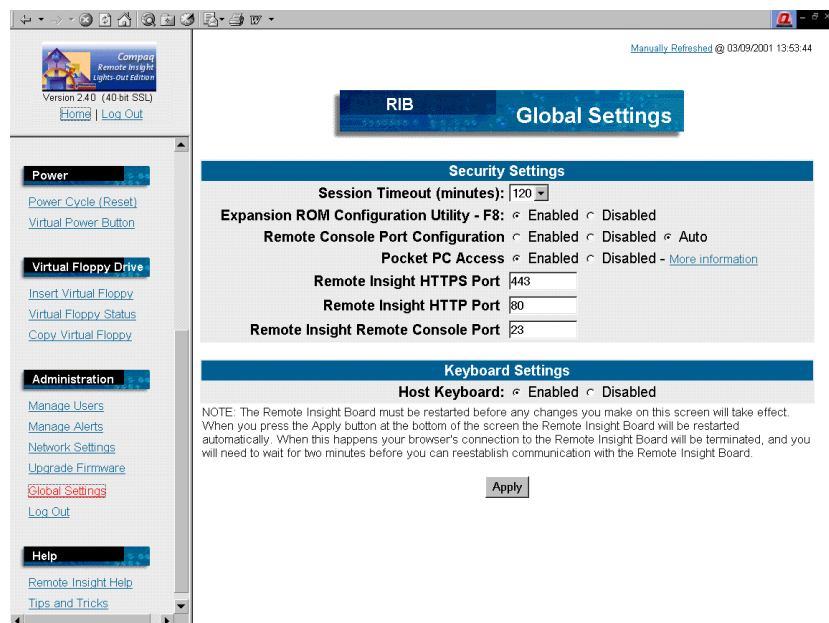 Compaq
Remote Insight
Lights-Out Edition
Version 2.40 (40-bit SSL)
Home | Log Out
Power
Power Cycle (Reset)
Virtual Power Button
Virtual Floppy Drive
Insert Virtual Floppy
Virtual Floppy Status
Copy Virtual Floppy
Administration
Manage Users
Manage Alerts
Network Settings
Upgrade Firmware
Global Settings
Log Out
Help
Remote Insight Help
Tips and Tricks
Manually Refreshed @ 03/09/2001 13:53:44
RIB
Global Settings
Security Settings
Session Timeout (minutes): 120
Expansion ROM Configuration Utility - F8: Enabled Disabled
Remote Console Port Configuration Enabled Disabled Auto
Pocket PC Access Enabled Disabled - More information
Remote Insight HTTPS Port 443
Remote Insight HTTP Port 80
Remote Insight Remote Console Port 23
Keyboard Settings
Host Keyboard: Enabled Disabled
NOTE: The Remote Insight Board must be restarted before any changes you make on this screen will take effect.
When you press the Apply button at the bottom of the screen the Remote Insight Board will be restarted
automatically. When this happens your browser's connection to the Remote Insight Board will be terminated, and you
will need to wait for two minutes before you can reestablish communication with the Remote Insight Board.
Apply